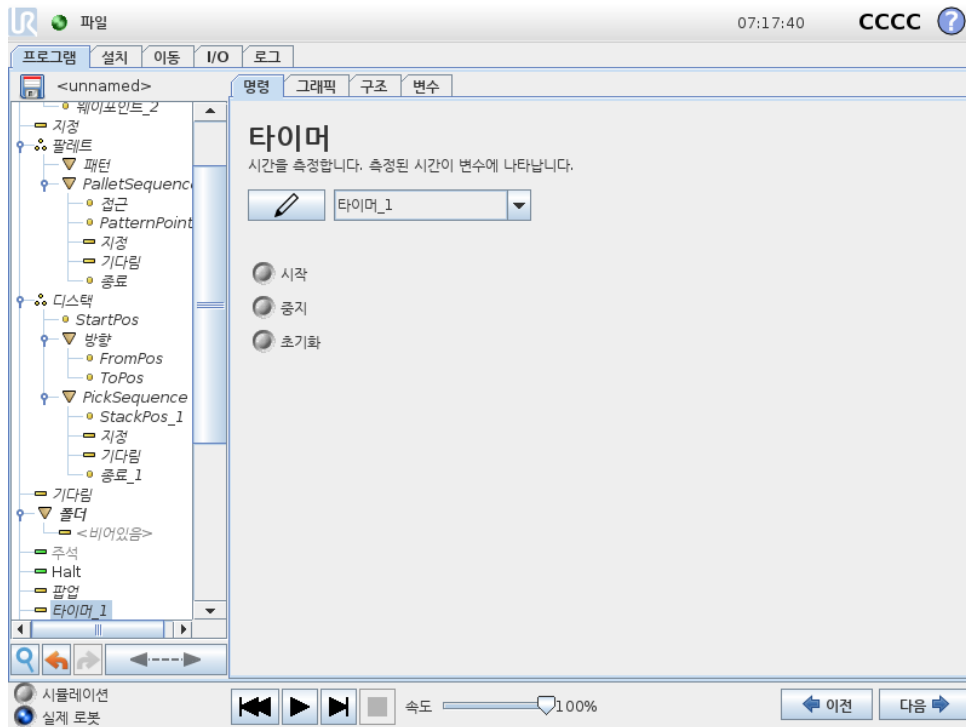 UR 파일 07:17:40 CCCC ?
프로그램 설치 이동 I/O 로그
<unnamed>
명령 그래픽 구조 변수
웨이포인트_2
지정
팔레트
패턴
PalletSequenc
접근
PatternPoint
지정
기다림
종료
디스택
StartPos
방향
FromPos
ToPos
PickSequence
StackPos_1
지정
기다림
종료_1
기다림
폴더
<비어있음>
주석
Halt
팝업
타이머_1
타이머
시간을 측정합니다. 측정된 시간이 변수에 나타납니다.
타이머_1
시작
중지
초기화
시뮬레이션
실제 로봇
속도 100%
이전 다음